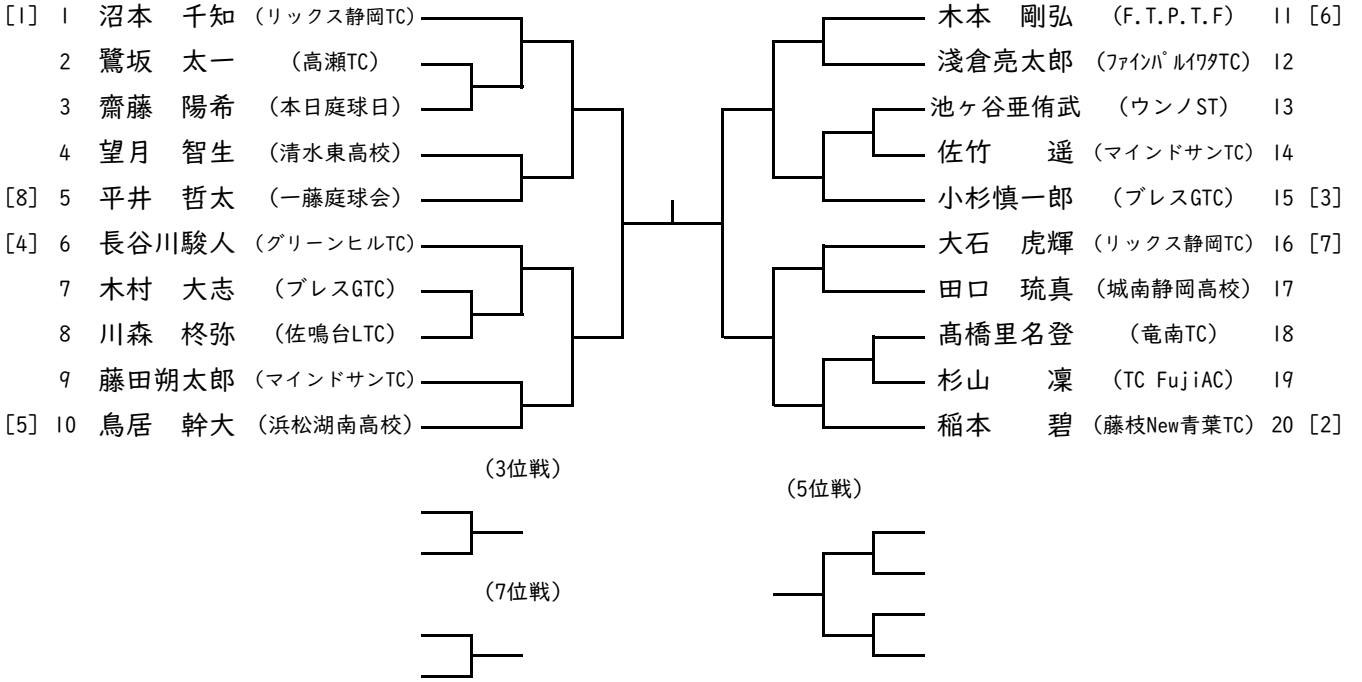 [1] 1 沼本 千知 (リックス静岡TC)
2 鷺坂 太一 (高瀬TC)
3 齋藤 陽希 (本日庭球日)
4 望月 智生 (清水東高校)
[8] 5 平井 哲太 (一藤庭球会)
[4] 6 長谷川駿人 (グリーンヒルTC)
7 木村 大志 (ブレスGTC)
8 川森 柊弥 (佐鳴台LTC)
9 藤田朔太郎 (マインドサンTC)
[5] 10 鳥居 幹大 (浜松湖南高校)
木本 剛弘 (F.T.P.T.F) 11 [6]
淺倉亮太郎 (ファインパルイワタTC) 12
池ヶ谷亜侑武 (ウンノST) 13
佐竹 遥 (マインドサンTC) 14
小杉慎一郎 (ブレスGTC) 15 [3]
大石 虎輝 (リックス静岡TC) 16 [7]
田口 琉真 (城南静岡高校) 17
髙橋里名登 (竜南TC) 18
杉山 凜 (TC FujiAC) 19
稲本 碧 (藤枝New青葉TC) 20 [2]
(3位戦)
(5位戦)
(7位戦)